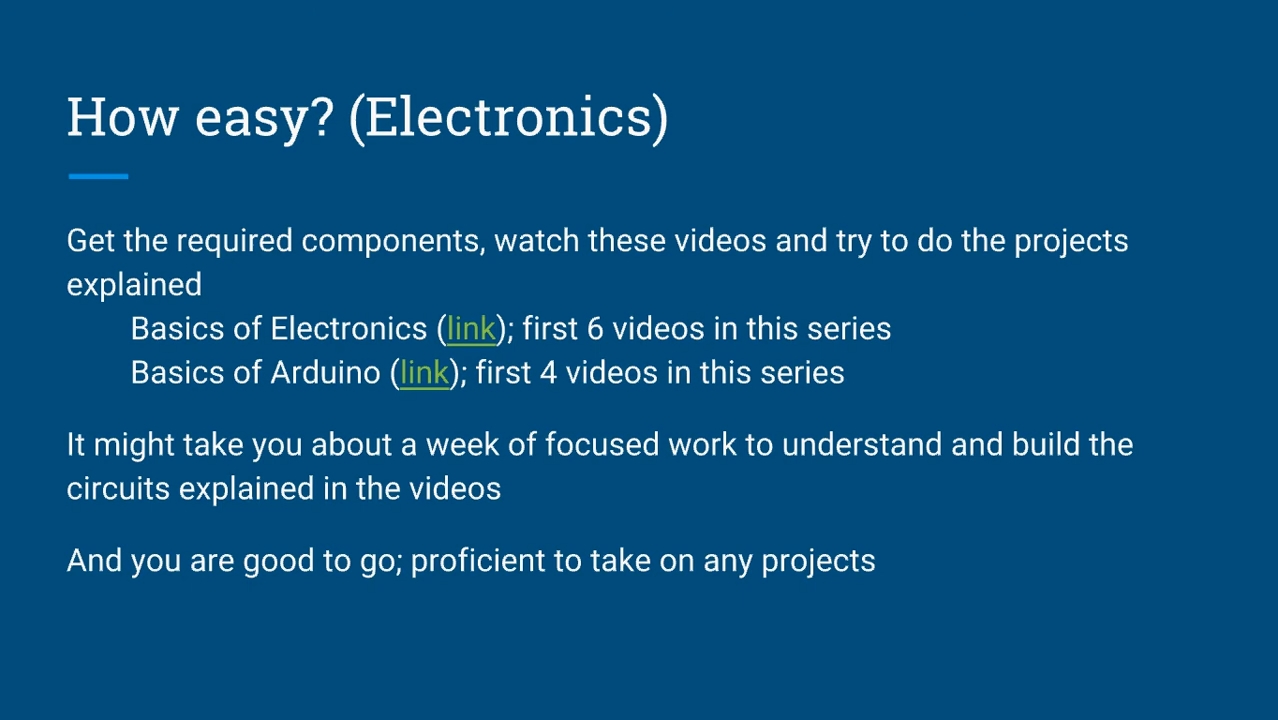 How easy? (Electronics)
Get the required components, watch these videos and try to do the projects
explained
Basics of Electronics (link); first 6 videos in this series
Basics of Arduino (link); first 4 videos in this series
It might take you about a week of focused work to understand and build the
circuits explained in the videos
And you are good to go; proficient to take on any projects